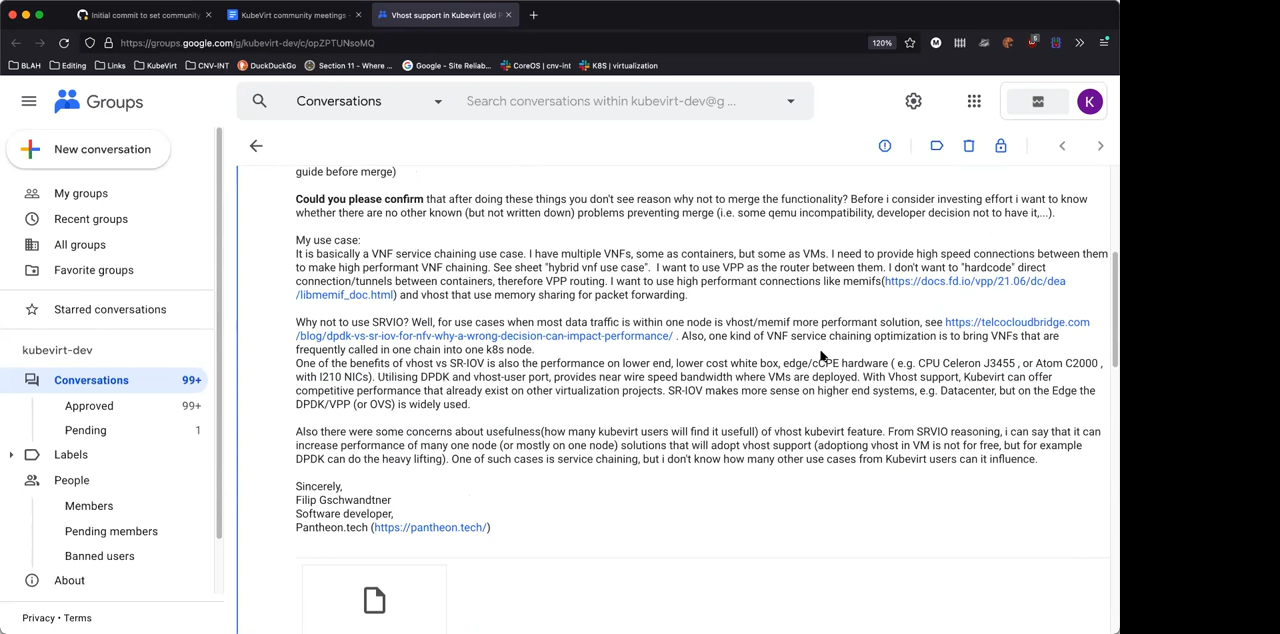 Initial commit to set community
KubeVirt community meetings -
Vhost support in Kubevirt (old P
https://groups.google.com/g/kubevirt-dev/c/opZPTUNsoMQ
120%
BLAH
Editing
Links
KubeVirt
CNV-INT
DuckDuckGo
Section 11 – Where ...
Google - Site Reliab...
CoreOS | cnv-int
K8S | virtualization
Groups
Conversations
Search conversations within kubevirt-dev@g ...
K
New conversation
My groups
Recent groups
All groups
Favorite groups
Starred conversations
kubevirt-dev
Conversations 99+
Approved 99+
Pending 1
Labels
People
Members
Pending members
Banned users
About
Privacy • Terms
guide before merge)
Could you please confirm that after doing these things you don't see reason why not to merge the functionality? Before i consider investing effort i want to know
whether there are no other known (but not written down) problems preventing merge (i.e. some qemu incompatibility, developer decision not to have it,...).
My use case:
It is basically a VNF service chaining use case. I have multiple VNFs, some as containers, but some as VMs. I need to provide high speed connections between them
to make high performant VNF chaining. See sheet "hybrid vnf use case". I want to use VPP as the router between them. I don't want to "hardcode" direct
connection/tunnels between containers, therefore VPP routing. I want to use high performant connections like memifs(https://docs.fd.io/vpp/21.06/dc/dea
/libmemif_doc.html) and vhost that use memory sharing for packet forwarding.
Why not to use SRVIO? Well, for use cases when most data traffic is within one node is vhost/memif more performant solution, see https://telcocloudbridge.com
/blog/dpdk-vs-sr-iov-for-nfv-why-a-wrong-decision-can-impact-performance/ . Also, one kind of VNF service chaining optimization is to bring VNFs that are
frequently called in one chain into one k8s node.
One of the benefits of vhost vs SR-IOV is also the performance on lower end, lower cost white box, edge/cCPE hardware ( e.g. CPU Celeron J3455 , or Atom C2000 ,
with I210 NICs). Utilising DPDK and vhost-user port, provides near wire speed bandwidth where VMs are deployed. With Vhost support, Kubevirt can offer
competitive performance that already exist on other virtualization projects. SR-IOV makes more sense on higher end systems, e.g. Datacenter, but on the Edge the
DPDK/VPP (or OVS) is widely used.
Also there were some concerns about usefulness(how many kubevirt users will find it usefull) of vhost kubevirt feature. From SRVIO reasoning, i can say that it can
increase performance of many one node (or mostly on one node) solutions that will adopt vhost support (adoptiong vhost in VM is not for free, but for example
DPDK can do the heavy lifting). One of such cases is service chaining, but i don't know how many other use cases from Kubevirt users can it influence.
Sincerely,
Filip Gschwandtner
Software developer,
Pantheon.tech (https://pantheon.tech/)